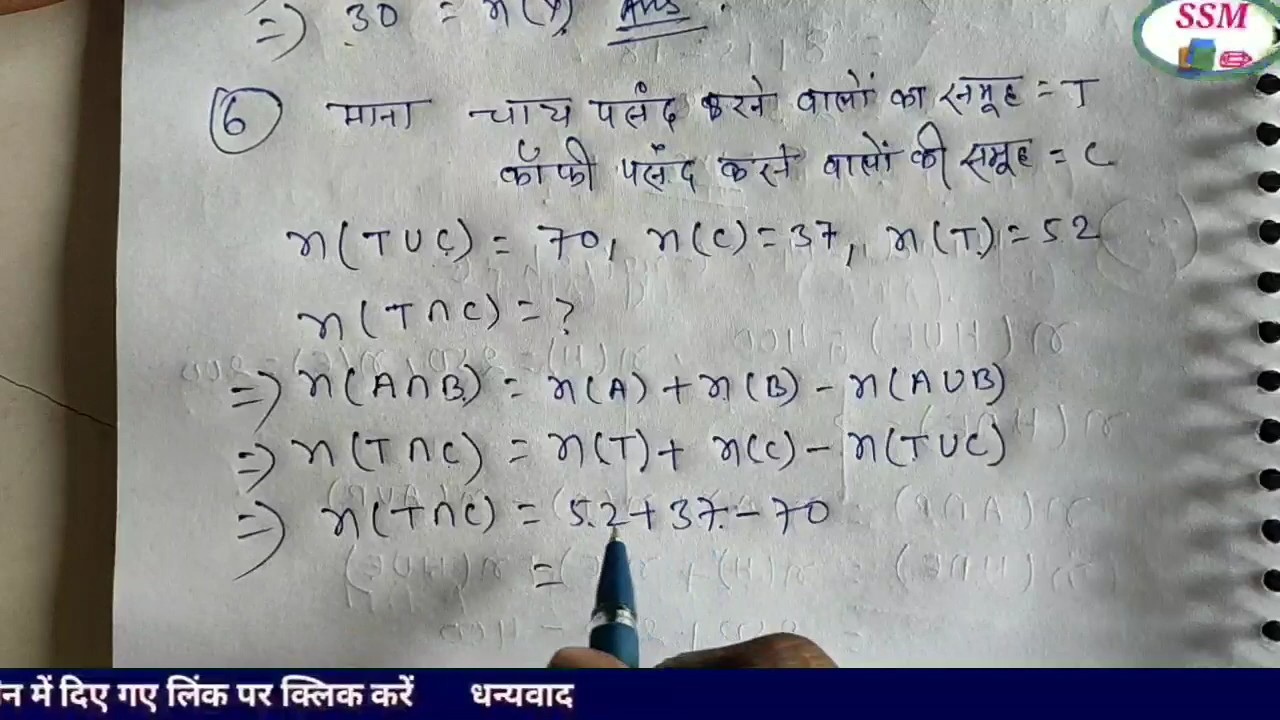 =) 30 = n(Y) Ans.
SSM
(6) माना चाय पसंद करने वालों का समूह = T
कॉफी पसंद करने वालों की समूह = C
n(T∪C) = 70, n(C) = 37, n(T) = 52
n(T∩C) = ?
=) n(A∩B) = n(A) + n(B) - n(A∪B)
=) n(T∩C) = n(T) + n(C) - n(T∪C)
=) n(T∩C) = 52 + 37 - 70
=
में दिए गए लिंक पर क्लिक करें धन्यवाद